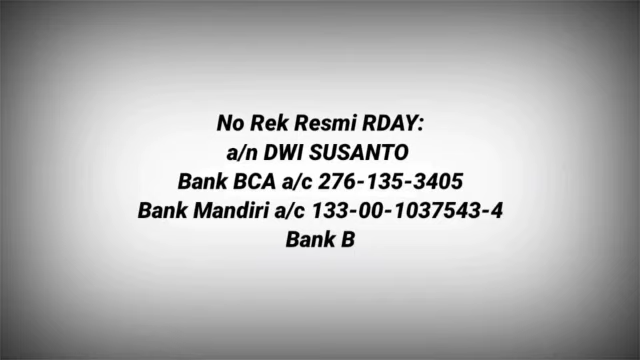 No Rek Resmi RDAY:
a/n DWI SUSANTO
Bank BCA a/c 276-135-3405
Bank Mandiri a/c 133-00-1037543-4
Bank B